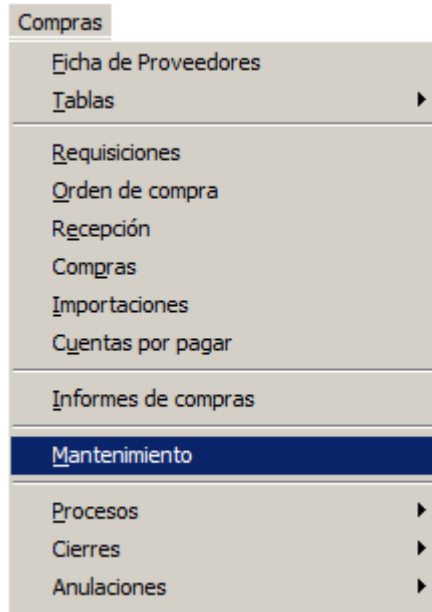 Compras
Ficha de Proveedores
Tablas
Requisiciones
Orden de compra
Recepción
Compras
Importaciones
Cuentas por pagar
Informes de compras
Mantenimiento
Procesos
Cierres
Anulaciones